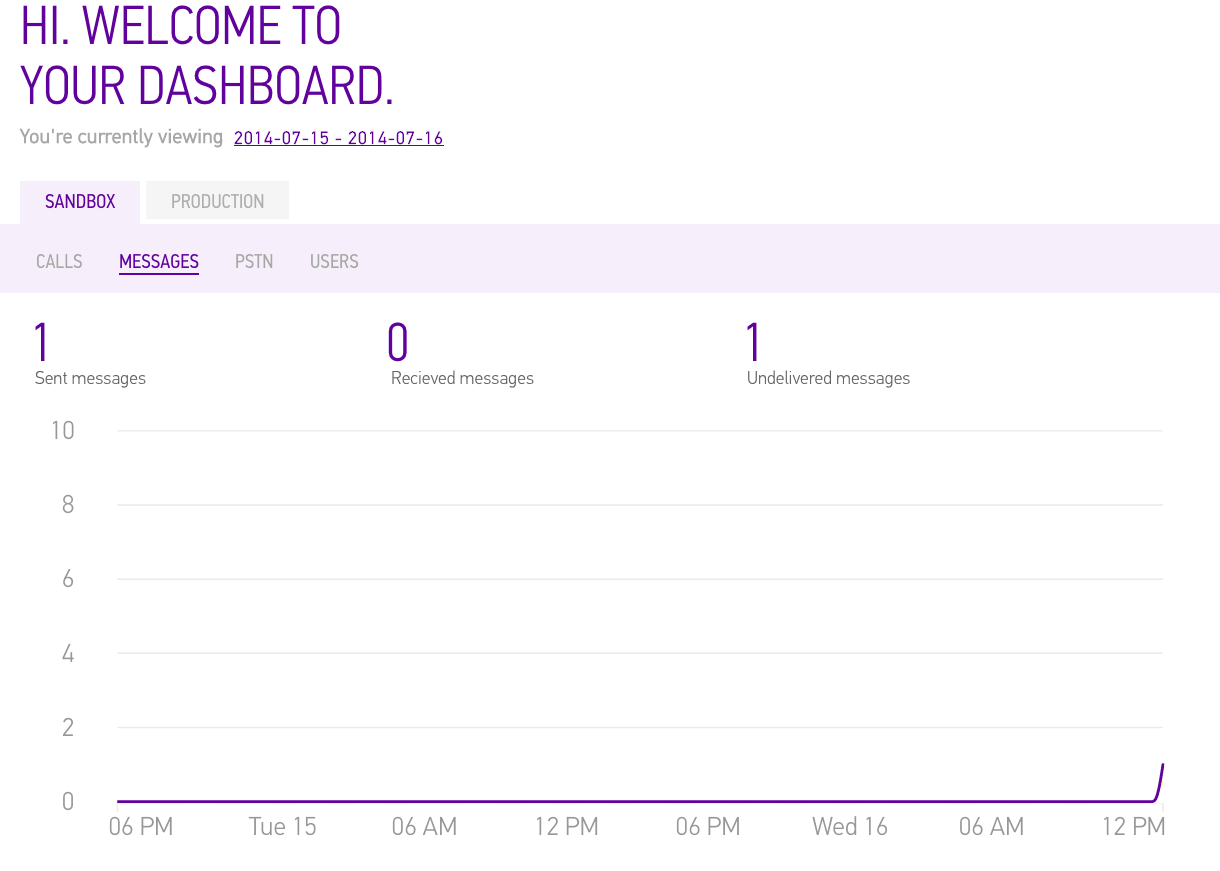 HI. WELCOME TO
YOUR DASHBOARD.
You're currently viewing 2014-07-15 - 2014-07-16
SANDBOX PRODUCTION
CALLS MESSAGES PSTN USERS
1 0 1
Sent messages Recieved messages Undelivered messages
10
8
6
4
2
0
06 PM Tue 15 06 AM 12 PM 06 PM Wed 16 06 AM 12 PM